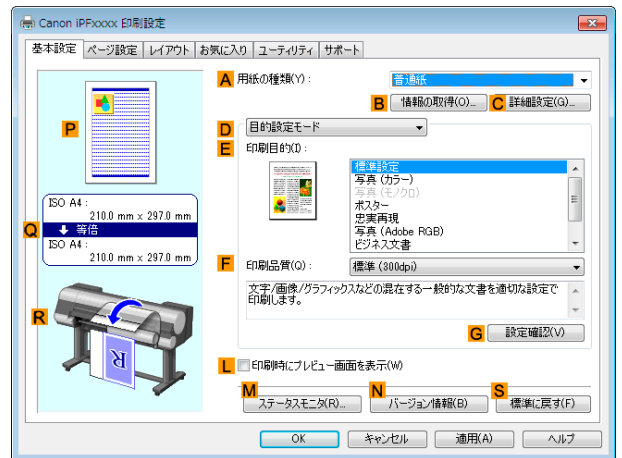 Canon iPFxxxx 印刷設定
基本設定 ページ設定 レイアウト お気に入り ユーティリティ サポート
A 用紙の種類(Y): 普通紙
B 情報の取得(O)... C 詳細設定(G)...
P
D 目的設定モード
E 印刷目的(I):
標準設定
写真 (カラー)
写真 (モノクロ)
ポスター
忠実再現
写真 (Adobe RGB)
ビジネス文書
ISO A4 :
210.0 mm x 297.0 mm
Q 等倍
ISO A4 :
210.0 mm x 297.0 mm
F 印刷品質(Q): 標準 (300dpi)
文字/画像/グラフィックスなどの混在する一般的な文書を適切な設定で
印刷します。
G 設定確認(V)
R
L 印刷時にプレビュー画面を表示(W)
M ステータスモニタ(R)... N バージョン情報(B) S 標準に戻す(F)
OK キャンセル 適用(A) ヘルプ